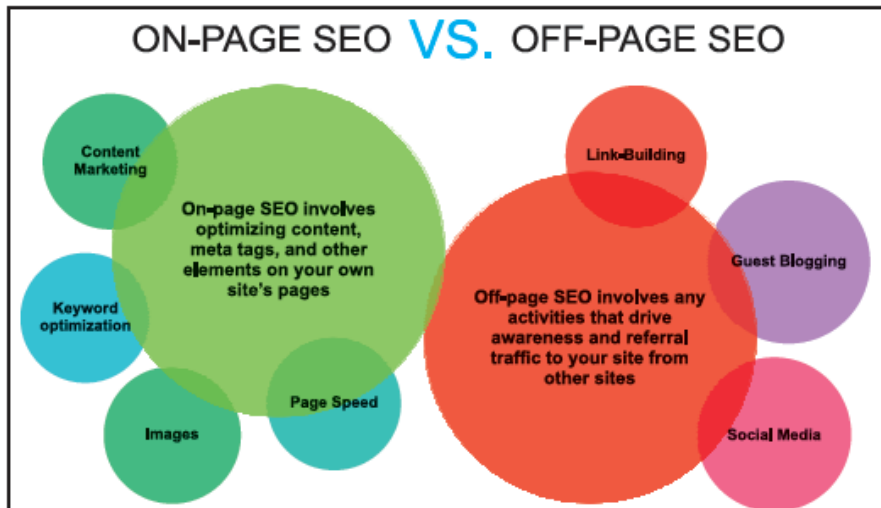 ON-PAGE SEO VS. OFF-PAGE SEO
Content
Marketing
On-page SEO involves
optimizing content,
meta tags, and other
elements on your own
site's pages
Keyword
optimization
Images
Page Speed
Link-Building
Guest Blogging
Off-page SEO involves any
activities that drive
awareness and referral
traffic to your site from
other sites
Social Media